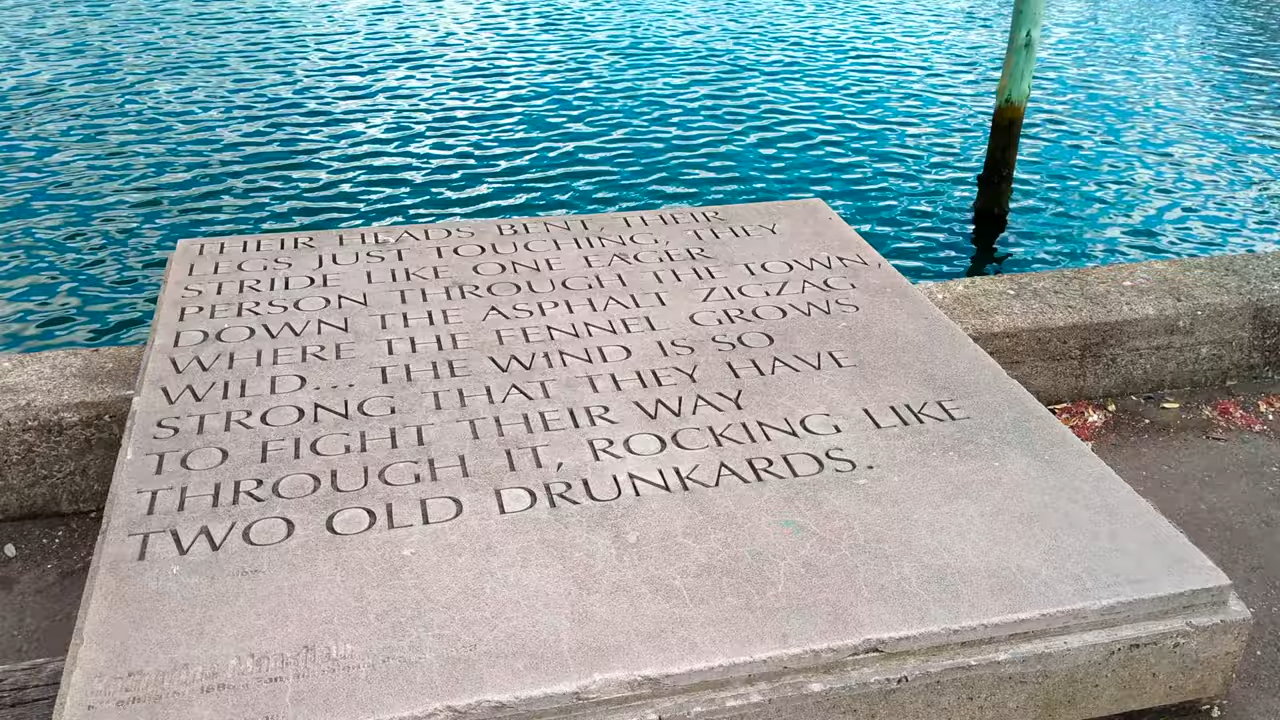 THEIR HEADS BENT, THEIR
LEGS JUST TOUCHING, THEY
STRIDE LIKE ONE EAGER
PERSON THROUGH THE TOWN,
DOWN THE ASPHALT ZIGZAG
WHERE THE FENNEL GROWS
WILD... THE WIND IS SO
STRONG THAT THEY HAVE
TO FIGHT THEIR WAY
THROUGH IT, ROCKING LIKE
TWO OLD DRUNKARDS.